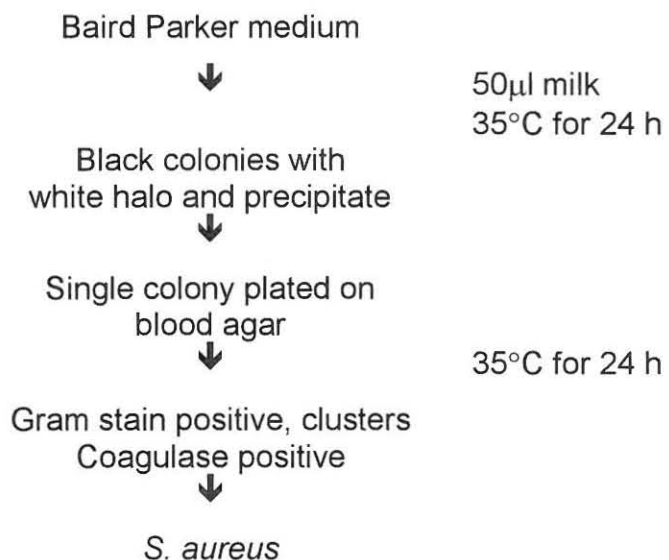 Baird Parker medium
50µl milk
35°C for 24 h
Black colonies with
white halo and precipitate
Single colony plated on
blood agar
35°C for 24 h
Gram stain positive, clusters
Coagulase positive
S. aureus